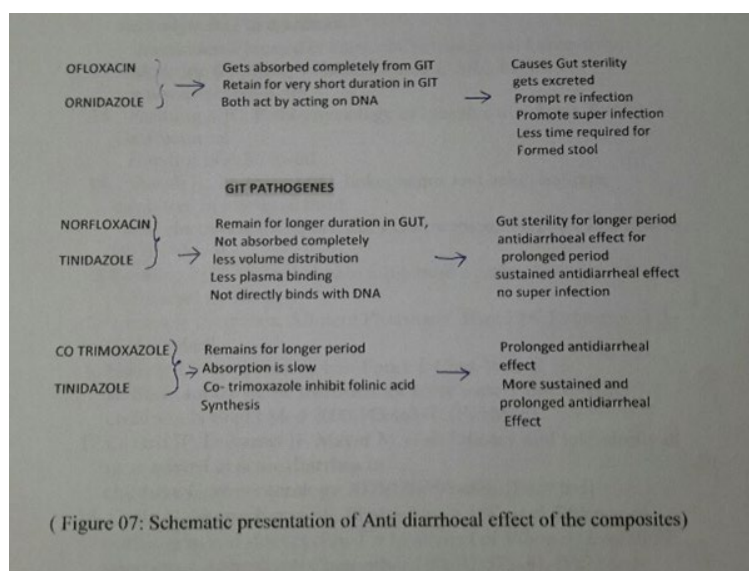 OFLOXACIN
ORNIDAZOLE
Gets absorbed completely from GIT
Retain for very short duration in GIT
Both act by acting on DNA
Causes Gut sterility
gets excreted
Prompt re infection
Promote super infection
Less time required for
Formed stool
GIT PATHOGENES
NORFLOXACIN
TINIDAZOLE
Remain for longer duration in GUT,
Not absorbed completely
less volume distribution
Less plasma binding
Not directly binds with DNA
Gut sterility for longer period
antidiarrhoeal effect for
prolonged period
sustained antidiarrheal effect
no super infection
CO TRIMOXAZOLE
TINIDAZOLE
Remains for longer period
Absorption is slow
Co- trimoxazole inhibit folinic acid
Synthesis
Prolonged antidiarrheal
effect
More sustained and
prolonged antidiarrheal
Effect
( Figure 07: Schematic presentation of Anti diarrhoeal effect of the composites)